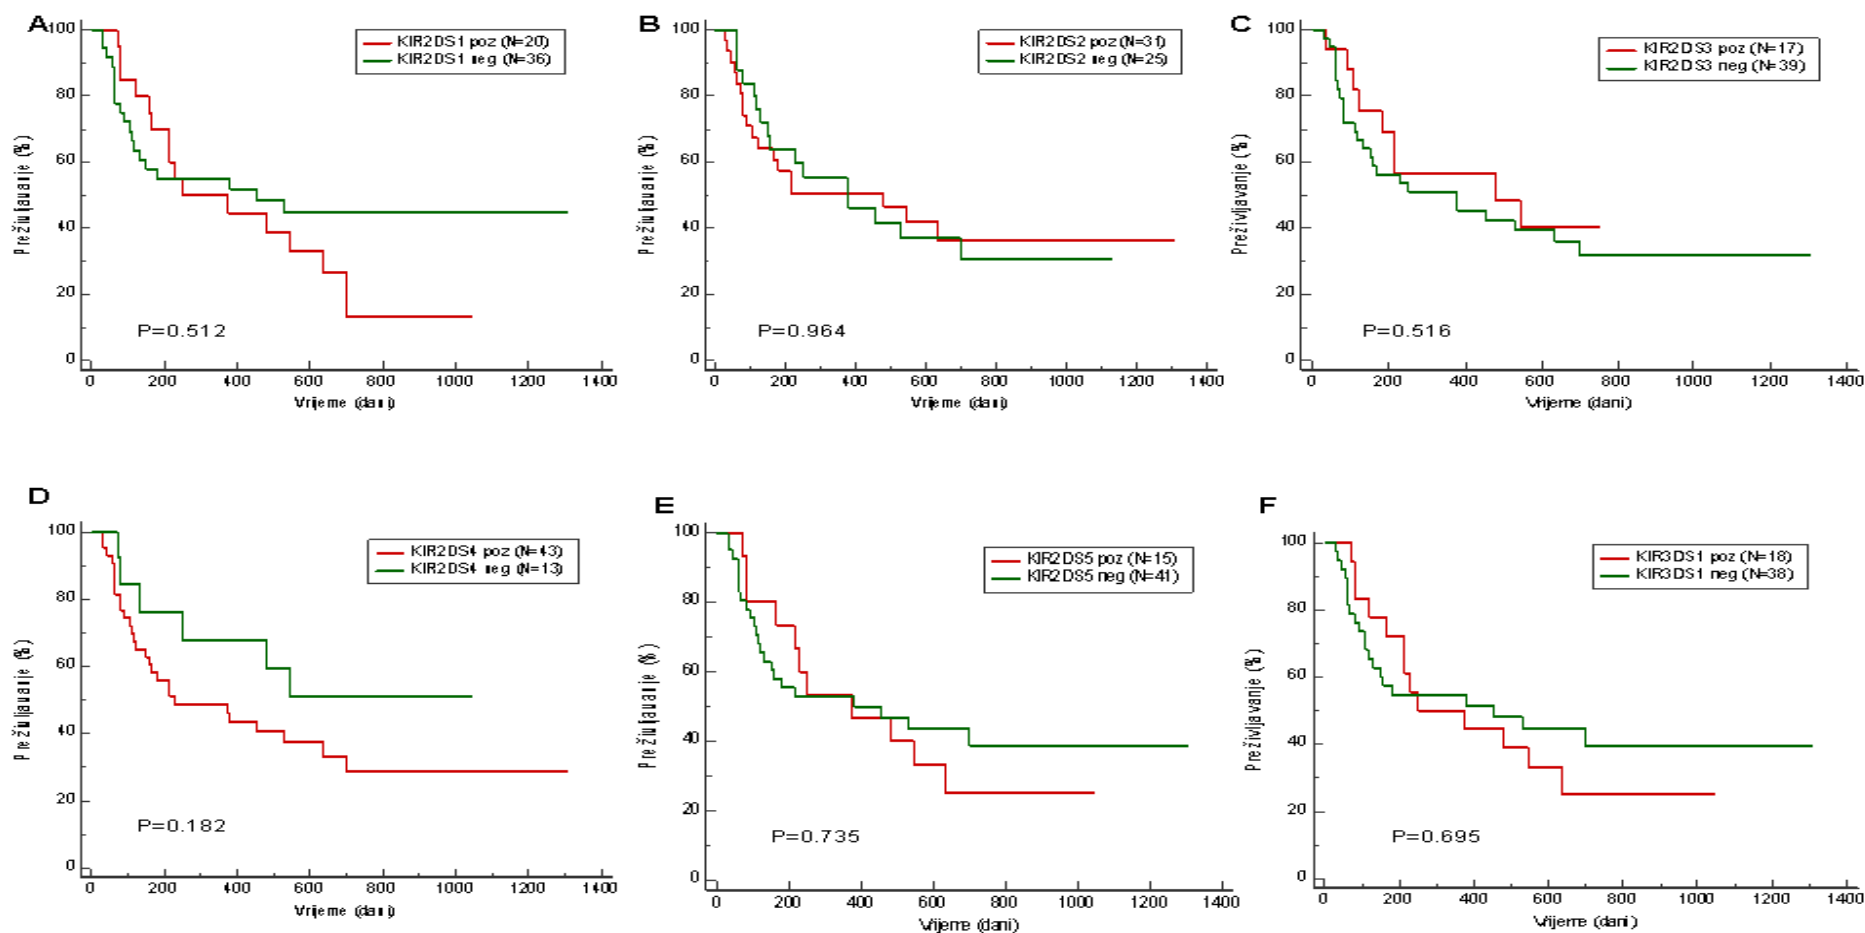 A
KIR2DS1 poz (N=20)
KIR2DS1 neg (N=36)
Preživljavanje (%)
100
80
60
40
20
0
P=0.512
0 200 400 600 800 1000 1200 1400
Vrijeme (dani)
B
KIR2DS2 poz (N=31)
KIR2DS2 neg (N=25)
Preživljavanje (%)
100
80
60
40
20
0
P=0.964
0 200 400 600 800 1000 1200 1400
Vrijeme (dani)
C
KIR2DS3 poz (N=17)
KIR2DS3 neg (N=39)
Preživljavanje (%)
100
80
60
40
20
0
P=0.516
0 200 400 600 800 1000 1200 1400
Vrijeme (dani)
D
KIR2DS4 poz (N=43)
KIR2DS4 neg (N=13)
Preživljavanje (%)
100
80
60
40
20
0
P=0.182
0 200 400 600 800 1000 1200 1400
Vrijeme (dani)
E
KIR2DS5 poz (N=15)
KIR2DS5 neg (N=41)
Preživljavanje (%)
100
80
60
40
20
0
P=0.735
0 200 400 600 800 1000 1200 1400
Vrijeme (dani)
F
KIR3DS1 poz (N=18)
KIR3DS1 neg (N=38)
Preživljavanje (%)
100
80
60
40
20
0
P=0.695
0 200 400 600 800 1000 1200 1400
Vrijeme (dani)